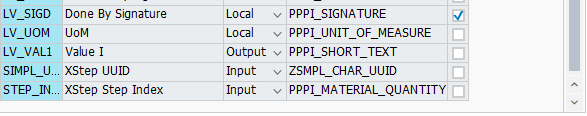 LV_SIGD Done By Signature Local PPPI_SIGNATURE
LV_UOM UoM Local PPPI_UNIT_OF_MEASURE
LV_VAL1 Value I Output PPPI_SHORT_TEXT
SIMPL_U... XStep UUID Input ZSMPL_CHAR_UUID
STEP_IN... XStep Step Index Input PPPI_MATERIAL_QUANTITY